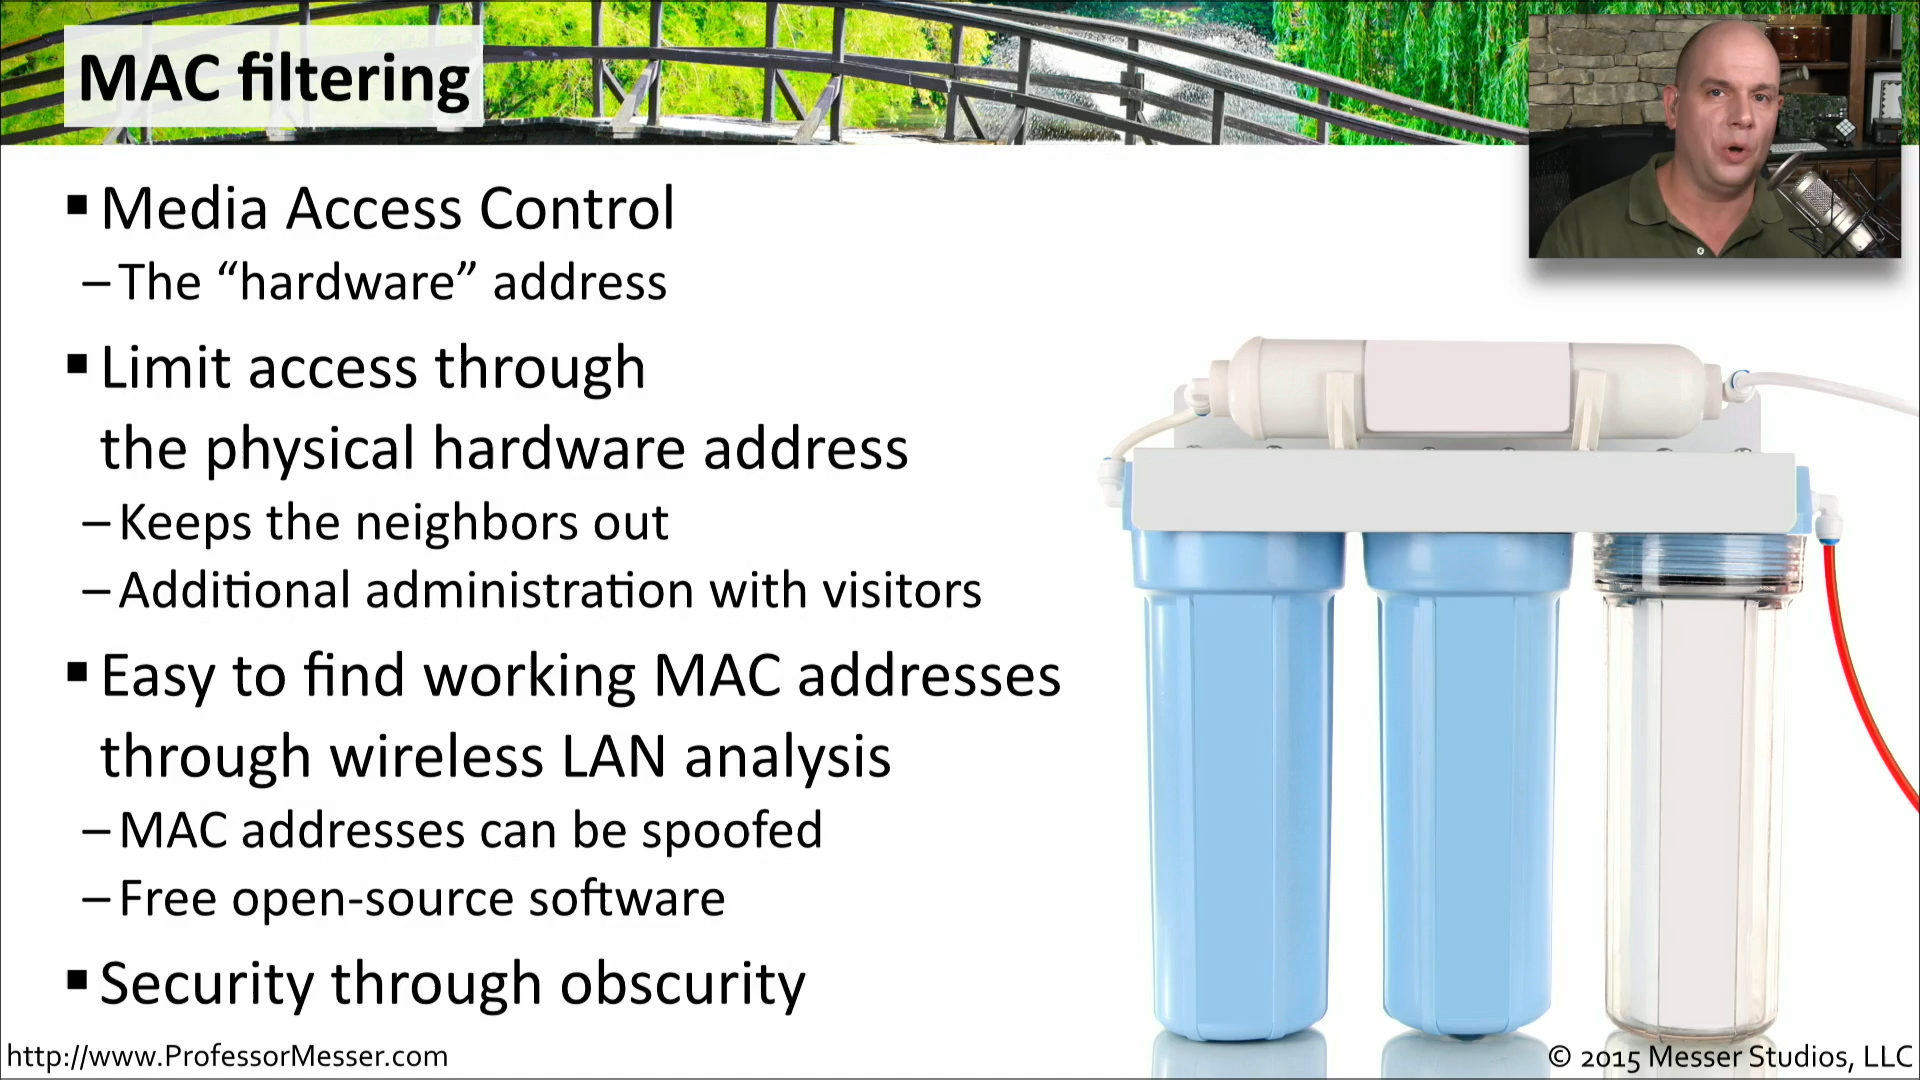 MAC filtering
▪ Media Access Control
– The “hardware” address
▪ Limit access through
the physical hardware address
– Keeps the neighbors out
– Additional administration with visitors
▪ Easy to find working MAC addresses
through wireless LAN analysis
– MAC addresses can be spoofed
– Free open-source software
▪ Security through obscurity
http://www.ProfessorMesser.com
© 2015 Messer Studios, LLC